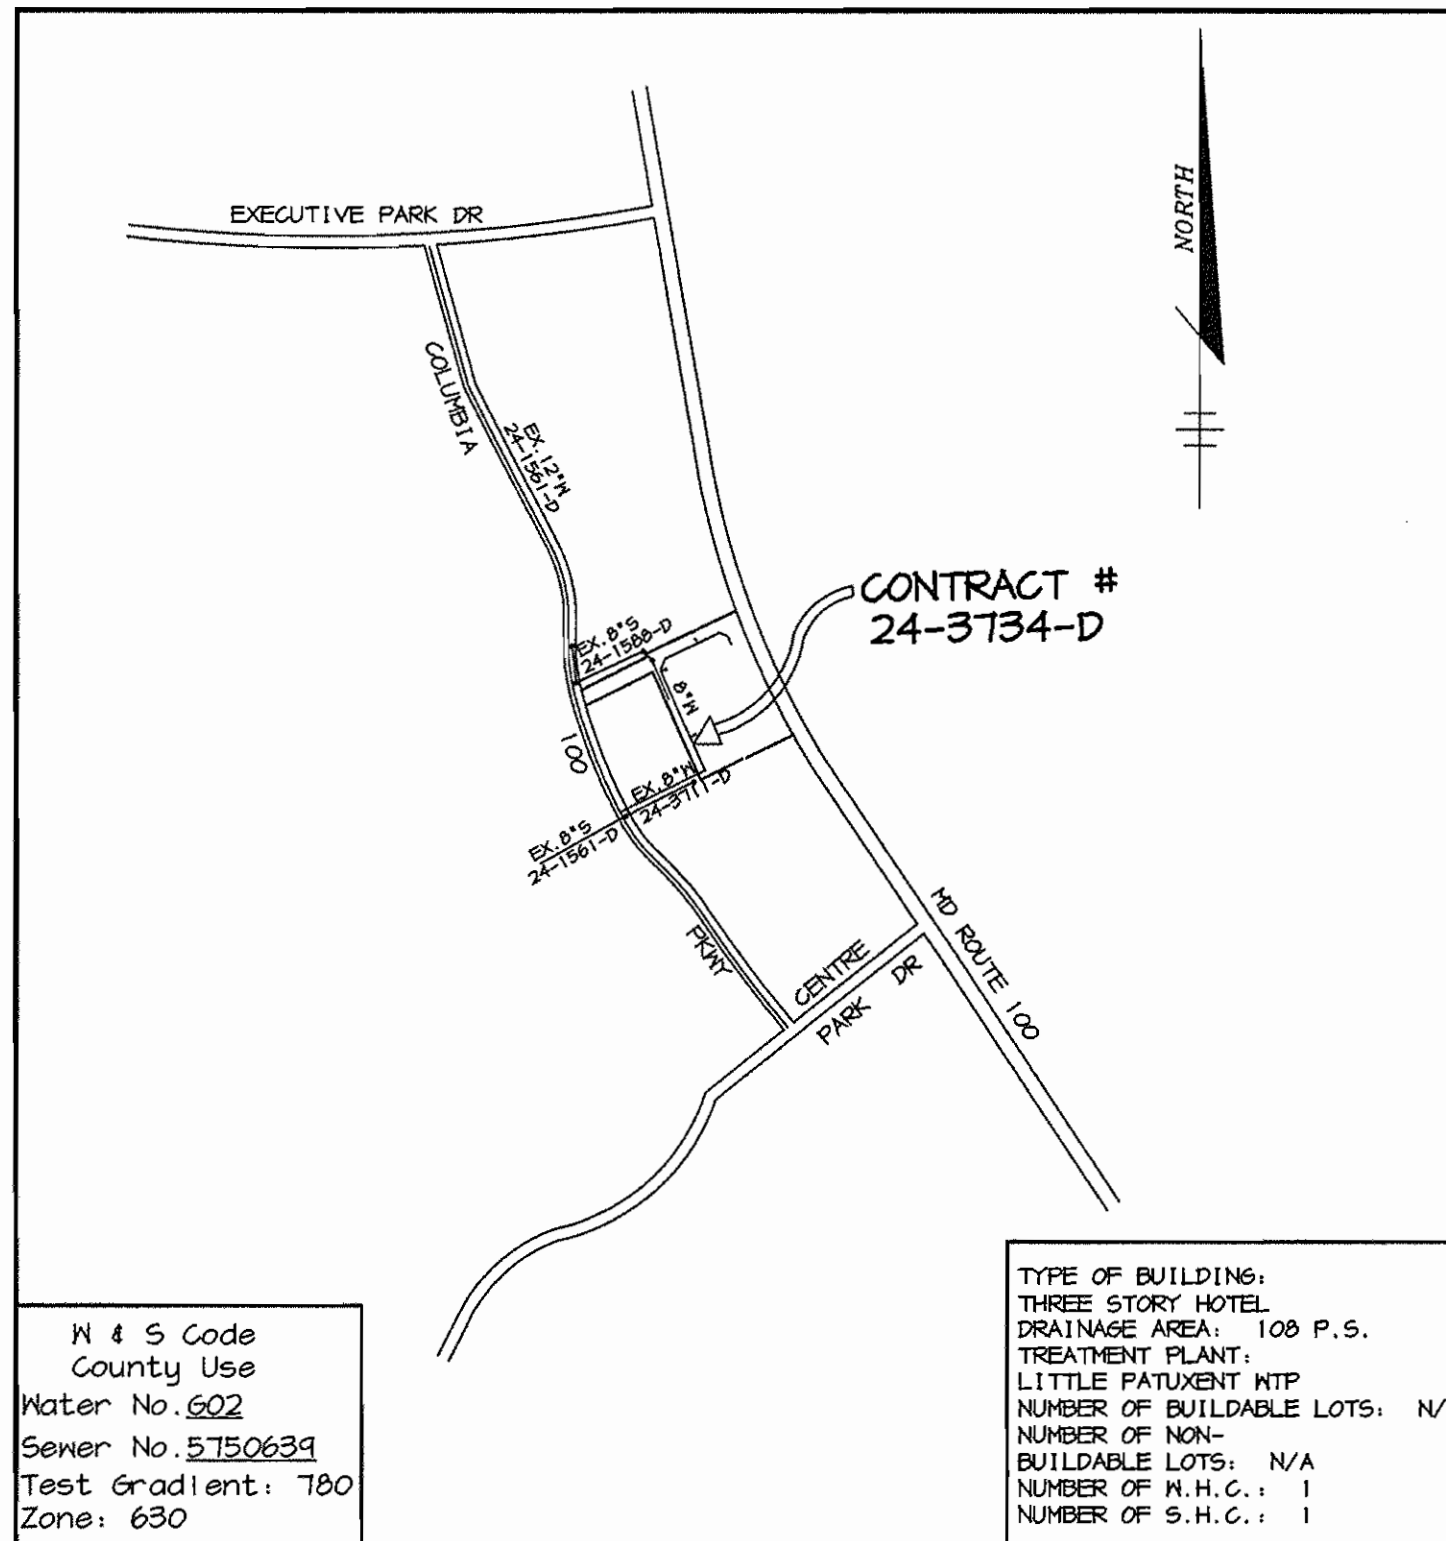 EXECUTIVE PARK DR
NORTH
COLUMBIA
EX. 12"W
24-1561-D
CONTRACT #
24-3734-D
EX. 8"S
24-1588-D
8"W
100
EX. 8"W
24-3711-D
EX. 8"S
24-1561-D
PKWY
MD ROUTE 100
CENTRE
PARK DR
W & S Code
County Use
Water No. G02
Sewer No. 5750639
Test Gradient: 780
Zone: 630
TYPE OF BUILDING:
THREE STORY HOTEL
DRAINAGE AREA: 108 P.S.
TREATMENT PLANT:
LITTLE PATUXENT WTP
NUMBER OF BUILDABLE LOTS: N/
NUMBER OF NON-
BUILDABLE LOTS: N/A
NUMBER OF W.H.C.: 1
NUMBER OF S.H.C.: 1